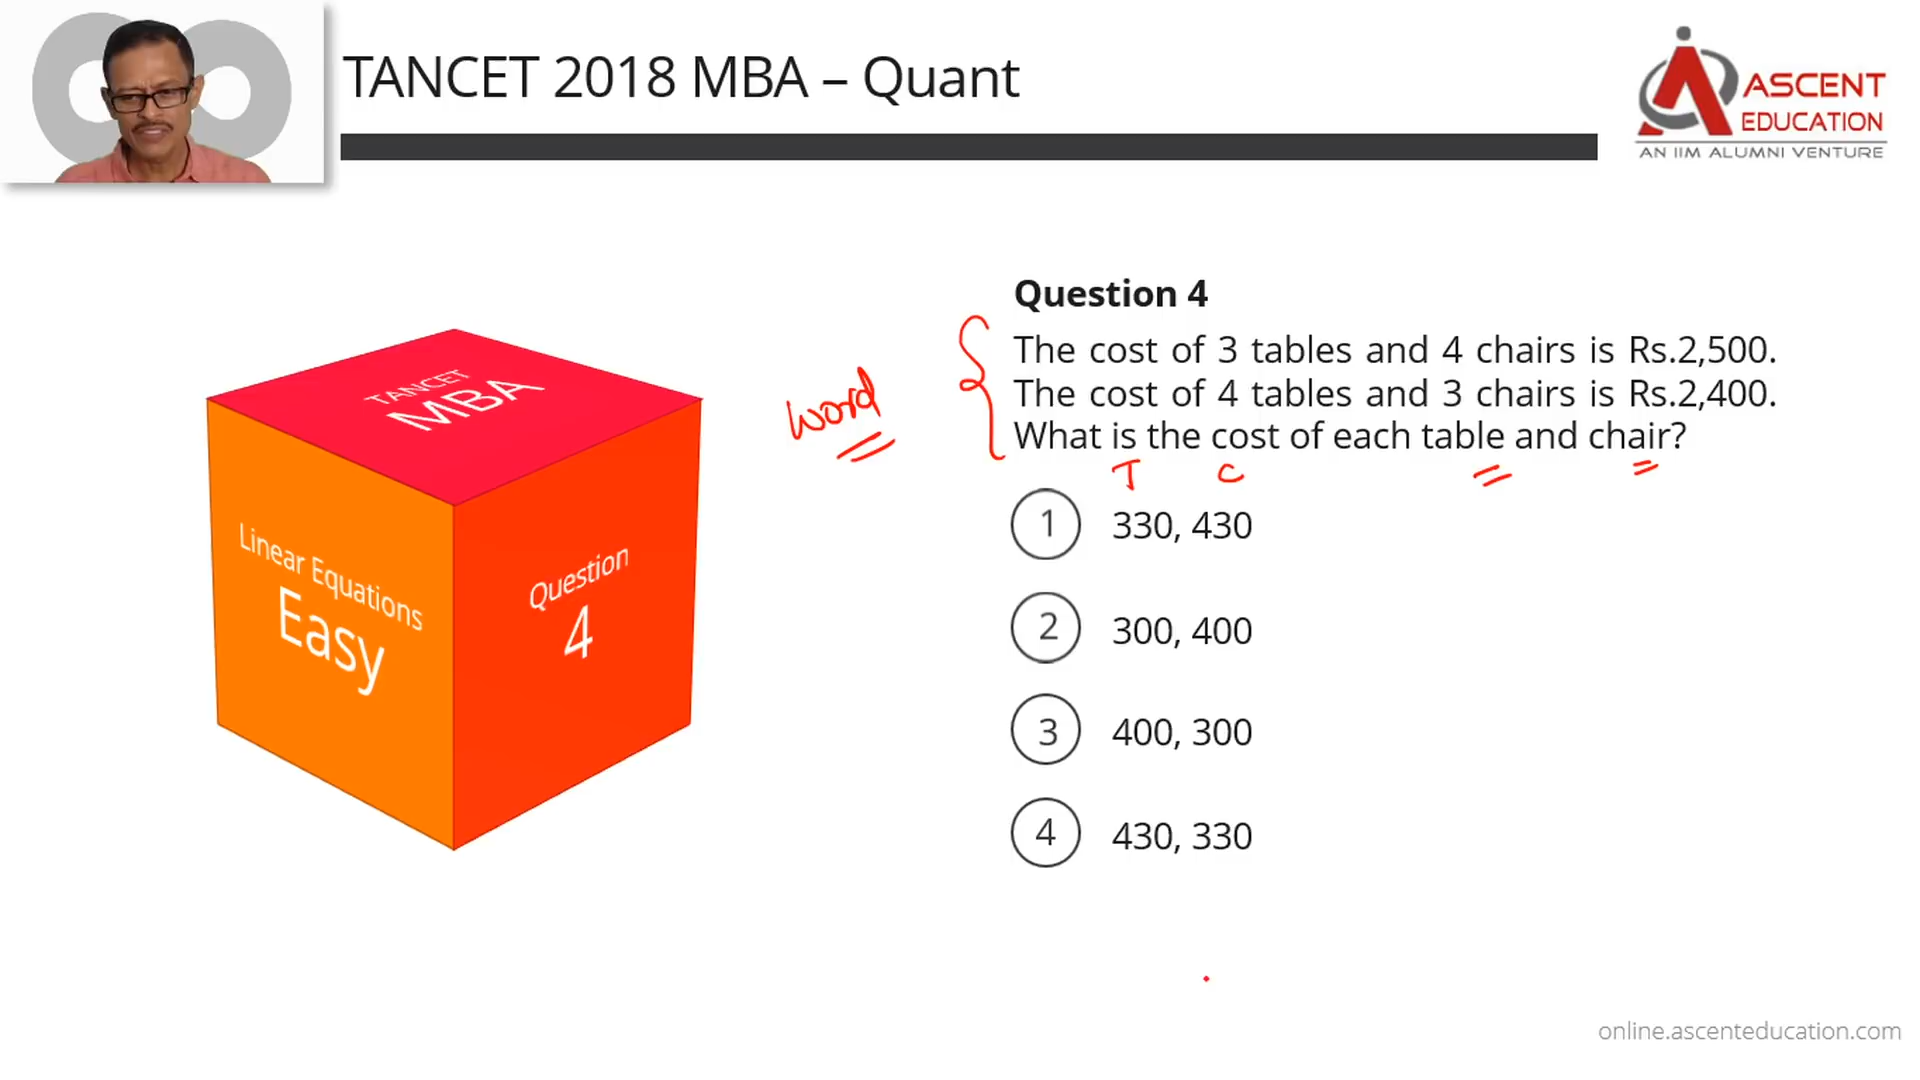 TANCET 2018 MBA – Quant
ASCENT
EDUCATION
AN IIM ALUMNI VENTURE
Question 4
The cost of 3 tables and 4 chairs is Rs.2,500.
The cost of 4 tables and 3 chairs is Rs.2,400.
What is the cost of each table and chair?
word
T C
1 330, 430
2 300, 400
3 400, 300
4 430, 330
TANCET
MBA
Linear Equations
Easy
Question
4
online.ascenteducation.com